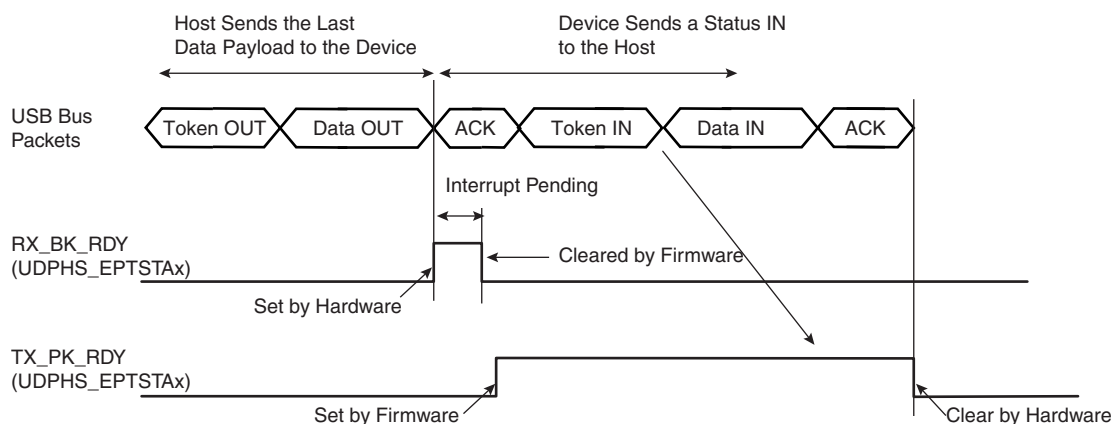 Host Sends the Last
Data Payload to the Device
Device Sends a Status IN
to the Host
USB Bus
Packets
Token OUT
Data OUT
ACK
Token IN
Data IN
ACK
Interrupt Pending
RX_BK_RDY
(UDPHS_EPTSTAx)
Cleared by Firmware
Set by Hardware
TX_PK_RDY
(UDPHS_EPTSTAx)
Set by Firmware
Clear by Hardware